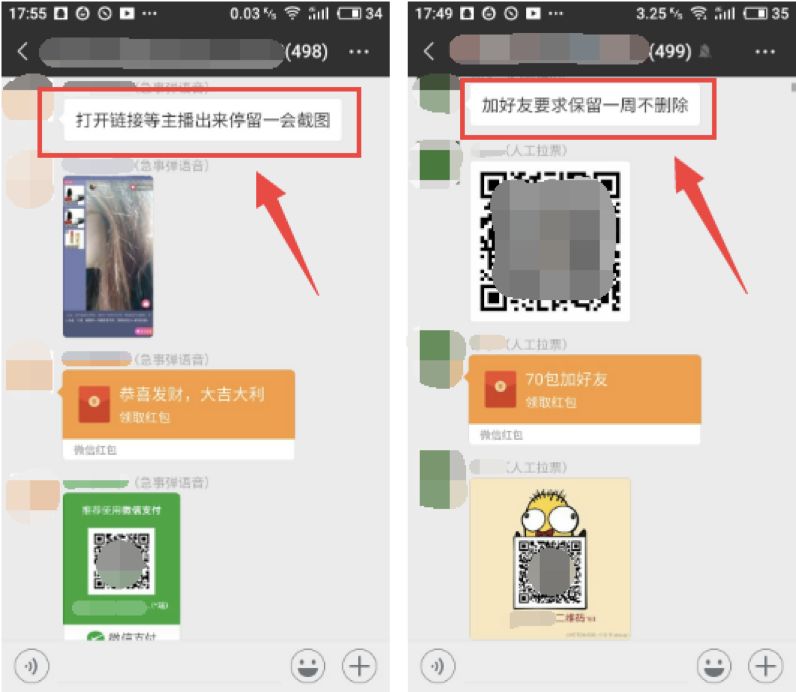 17:55
0.03 K/s
34
(498)
(急事弹语音)
打开链接等主播出来停留一会截图
(急事弹语音)
(急事弹语音)
恭喜发财，大吉大利
领取红包
微信红包
(急事弹语音)
推荐使用微信支付
微信支付
17:49
3.25 K/s
35
(499)
加好友要求保留一周不删除
(人工拉票)
(人工拉票)
70包加好友
领取红包
微信红包
(人工拉票)
二维码